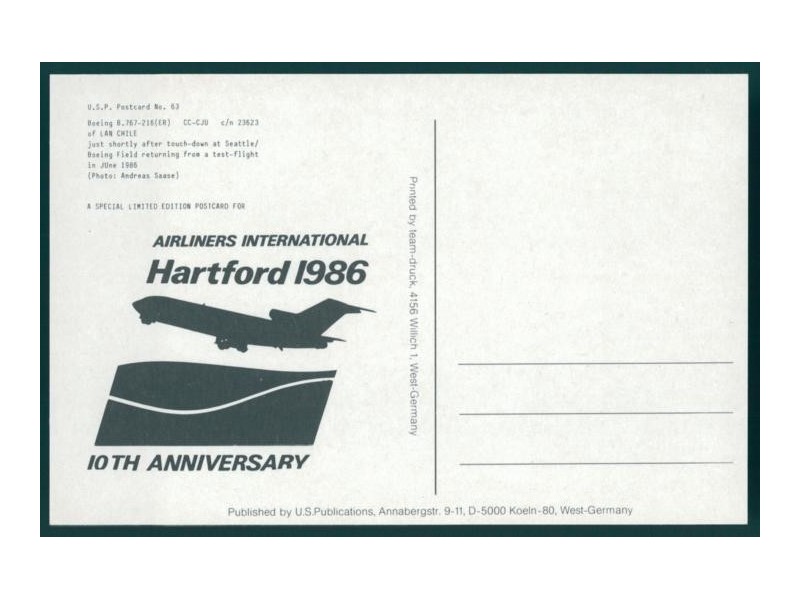 U.S.P. Postcard No. 63
Boeing B.767-216(ER) CC-CJU c/n 23623
of LAN CHILE
just shortly after touch-down at Seattle/
Boeing Field returning from a test-flight
in JUne 1986
(Photo: Andreas Saase)
A SPECIAL LIMITED EDITION POSTCARD FOR
AIRLINERS INTERNATIONAL
Hartford 1986
10TH ANNIVERSARY
Printed by team-druck, 4156 Willich 1, West-Germany
Published by U.S.Publications, Annabergstr. 9-11, D-5000 Koeln-80, West-Germany